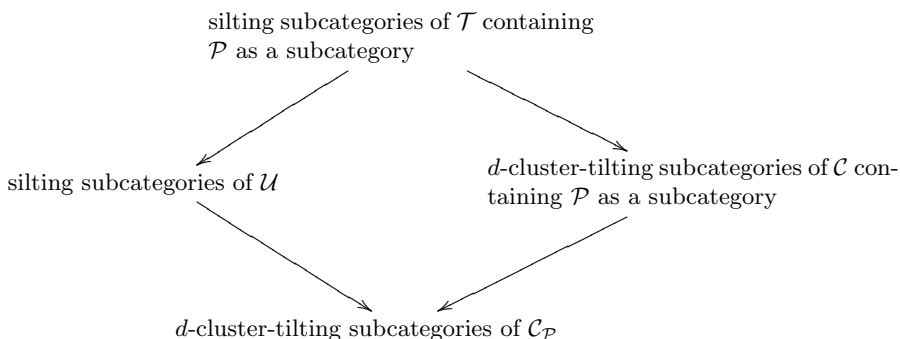 silting subcategories of 𝒯 containing
𝒫 as a subcategory
silting subcategories of 𝒰
d-cluster-tilting subcategories of 𝒞 con-
taining 𝒫 as a subcategory
d-cluster-tilting subcategories of 𝒞_𝒫